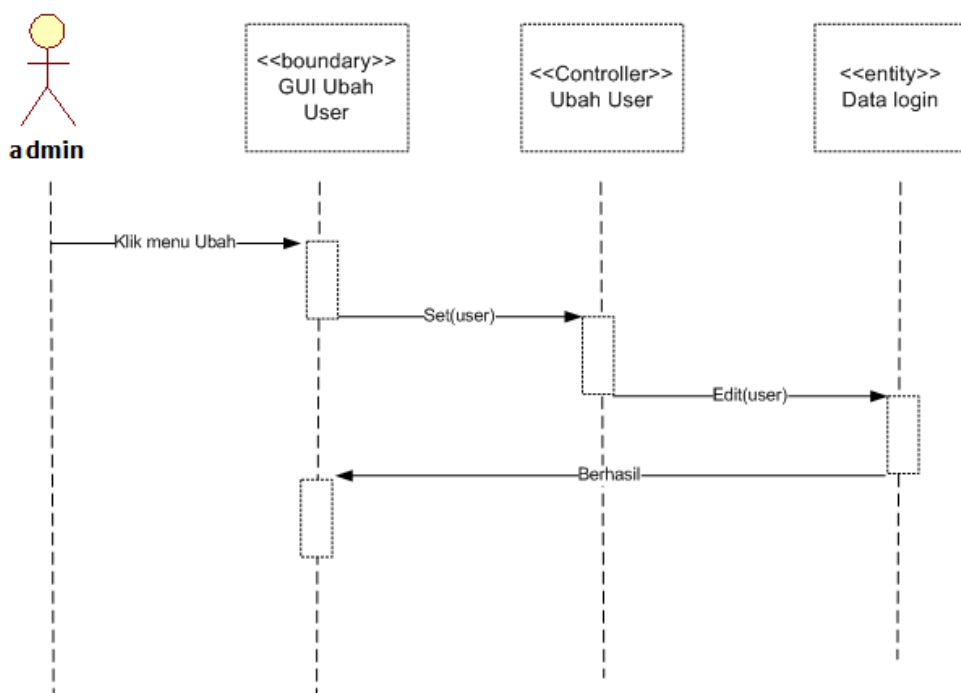 <<boundary>>
GUI Ubah
User
<<Controller>>
Ubah User
<<entity>>
Data login
admin
Klik menu Ubah
Set(user)
Edit(user)
Berhasil